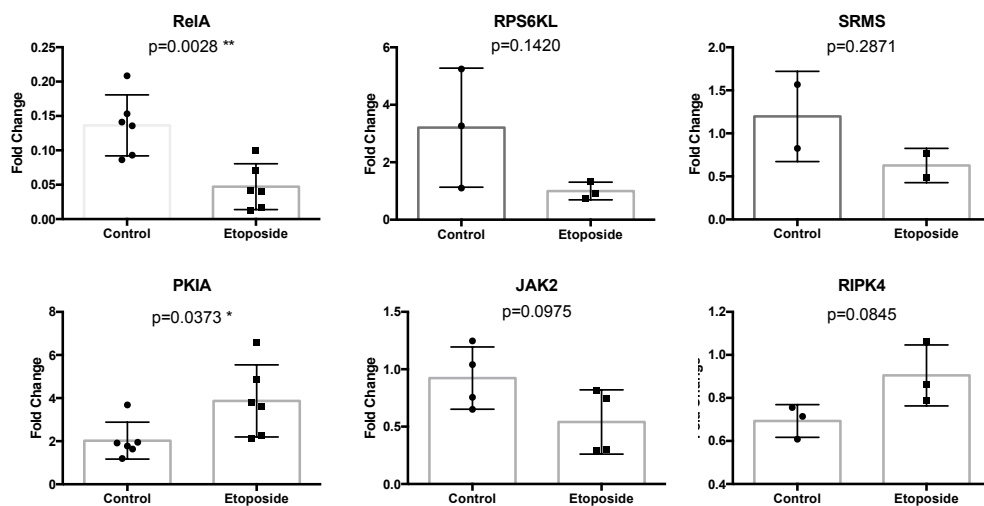 RelA
p=0.0028 **
Fold Change
0.25
0.20
0.15
0.10
0.05
0.00
Control Etoposide
RPS6KL
p=0.1420
Fold Change
6
4
2
0
Control Etoposide
SRMS
p=0.2871
Fold Change
2.0
1.5
1.0
0.5
0.0
Control Etoposide
PKIA
p=0.0373 *
Fold Change
8
6
4
2
0
Control Etoposide
JAK2
p=0.0975
Fold Change
1.5
1.0
0.5
0.0
Control Etoposide
RIPK4
p=0.0845
Fold Change
1.2
1.0
0.8
0.6
0.4
Control Etoposide